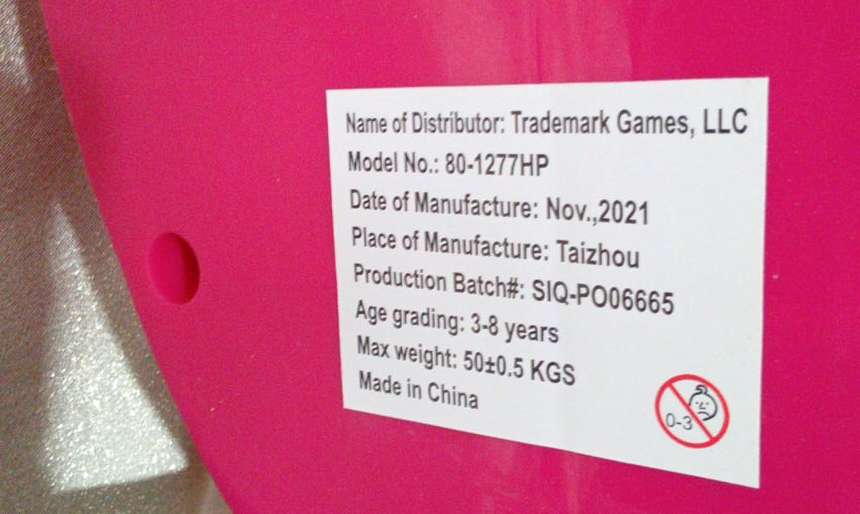 Name of Distributor: Trademark Games, LLC
Model No.: 80-1277HP
Date of Manufacture: Nov.,2021
Place of Manufacture: Taizhou
Production Batch#: SIQ-PO06665
Age grading: 3-8 years
Max weight: 50±0.5 KGS
Made in China
0-3